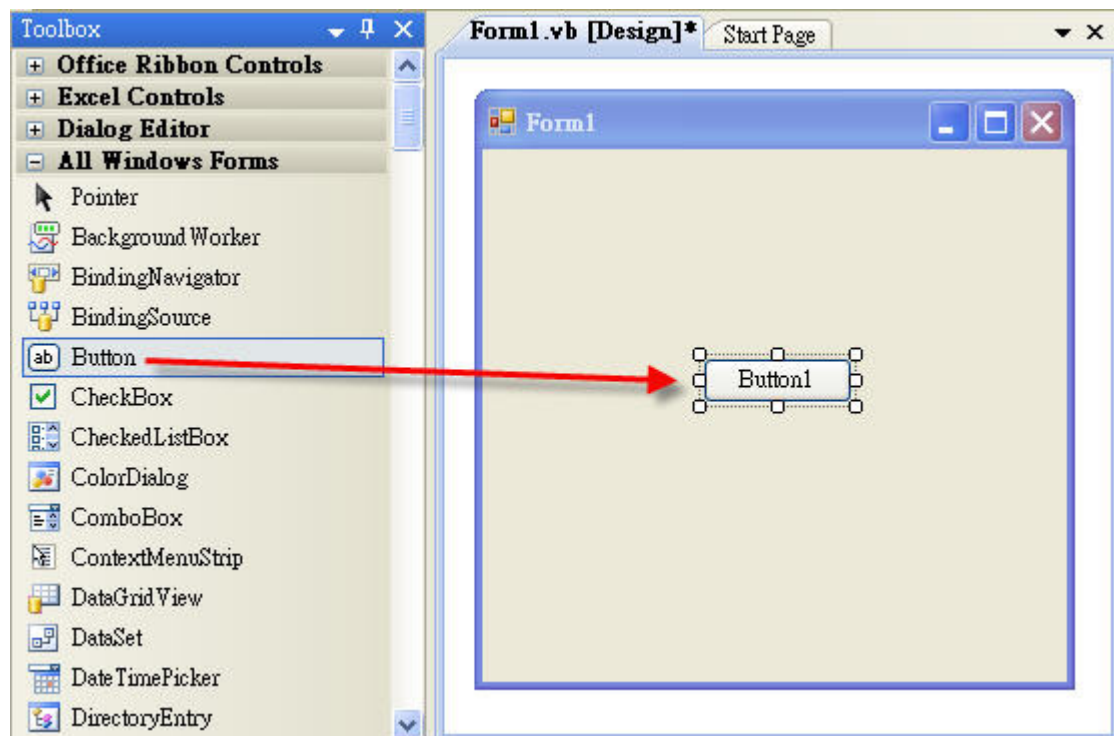 Toolbox
Office Ribbon Controls
Excel Controls
Dialog Editor
All Windows Forms
Pointer
BackgroundWorker
BindingNavigator
BindingSource
ab Button
CheckBox
CheckedListBox
ColorDialog
ComboBox
ContextMenuStrip
DataGridView
DataSet
DateTimePicker
DirectoryEntry
Form1.vb [Design]* Start Page
Form1
Button1